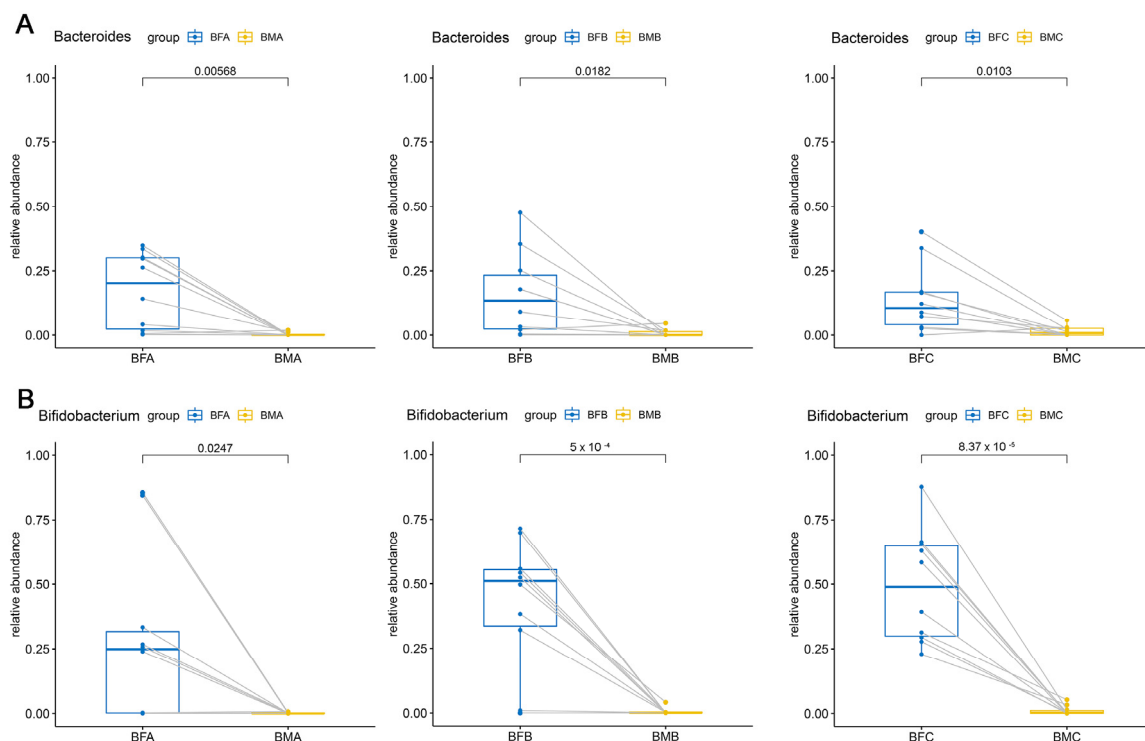 A
Bacteroides group BFA BMA
0.00568
1.00
0.75
0.50
0.25
0.00
relative abundance
BFA BMA
Bacteroides group BFB BMB
0.0182
1.00
0.75
0.50
0.25
0.00
relative abundance
BFB BMB
Bacteroides group BFC BMC
0.0103
1.00
0.75
0.50
0.25
0.00
relative abundance
BFC BMC
B
Bifidobacterium group BFA BMA
0.0247
1.00
0.75
0.50
0.25
0.00
relative abundance
BFA BMA
Bifidobacterium group BFB BMB
5 x 10 -4
1.00
0.75
0.50
0.25
0.00
relative abundance
BFB BMB
Bifidobacterium group BFC BMC
8.37 x 10 -5
1.00
0.75
0.50
0.25
0.00
relative abundance
BFC BMC